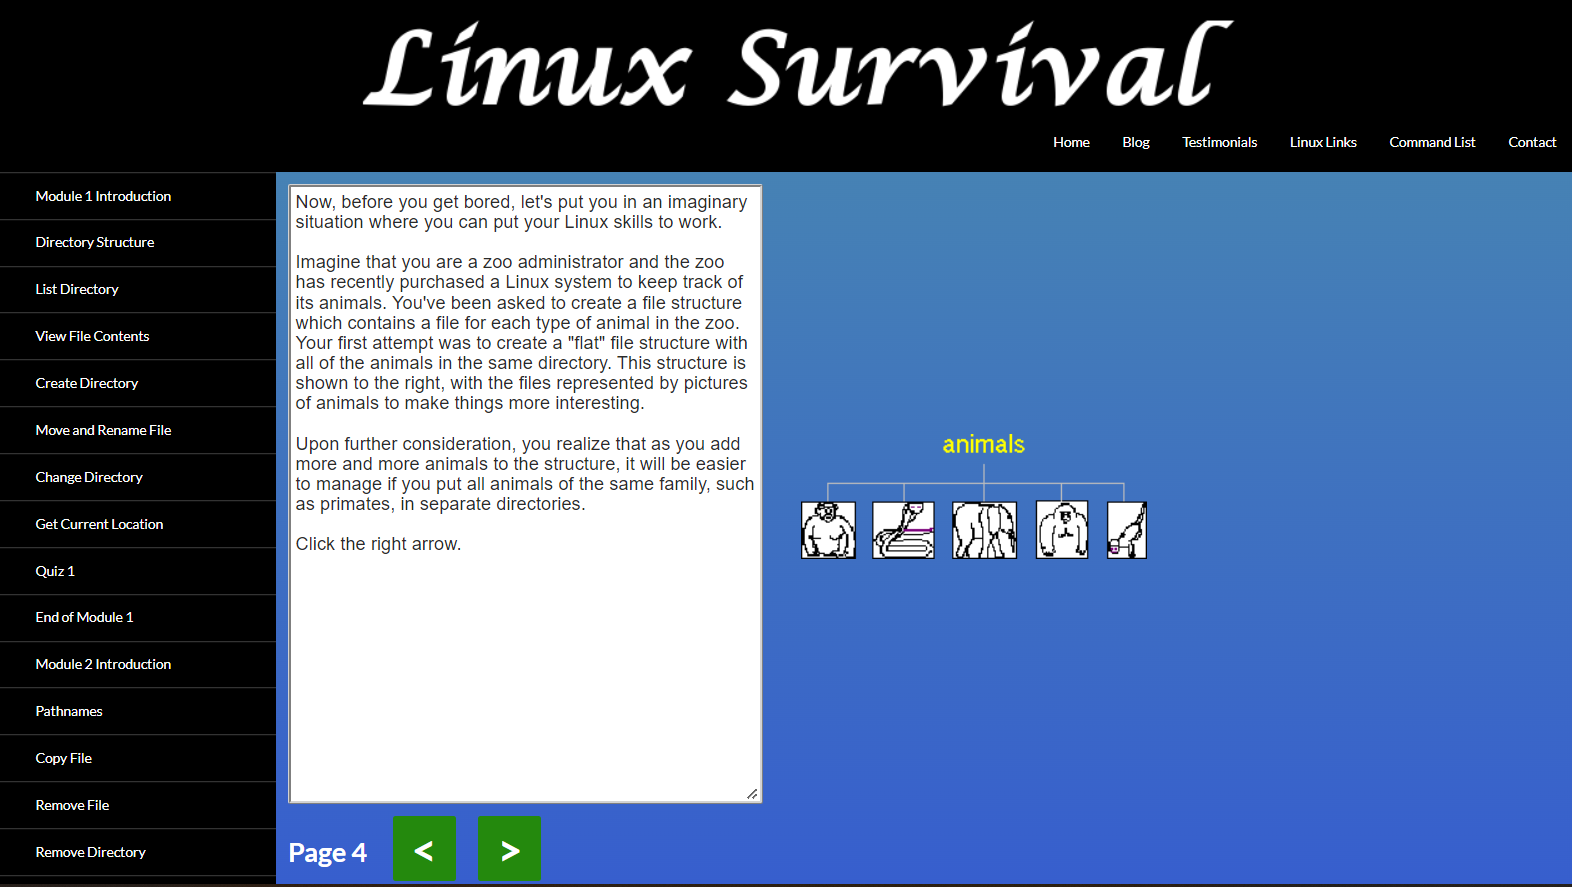 Linux Survival
Home Blog Testimonials Linux Links Command List Contact
Module 1 Introduction
Directory Structure
List Directory
View File Contents
Create Directory
Move and Rename File
Change Directory
Get Current Location
Quiz 1
End of Module 1
Module 2 Introduction
Pathnames
Copy File
Remove File
Remove Directory
Now, before you get bored, let's put you in an imaginary
situation where you can put your Linux skills to work.
Imagine that you are a zoo administrator and the zoo
has recently purchased a Linux system to keep track of
its animals. You've been asked to create a file structure
which contains a file for each type of animal in the zoo.
Your first attempt was to create a "flat" file structure with
all of the animals in the same directory. This structure is
shown to the right, with the files represented by pictures
of animals to make things more interesting.
Upon further consideration, you realize that as you add
more and more animals to the structure, it will be easier
to manage if you put all animals of the same family, such
as primates, in separate directories.
Click the right arrow.
animals
Page 4 < >